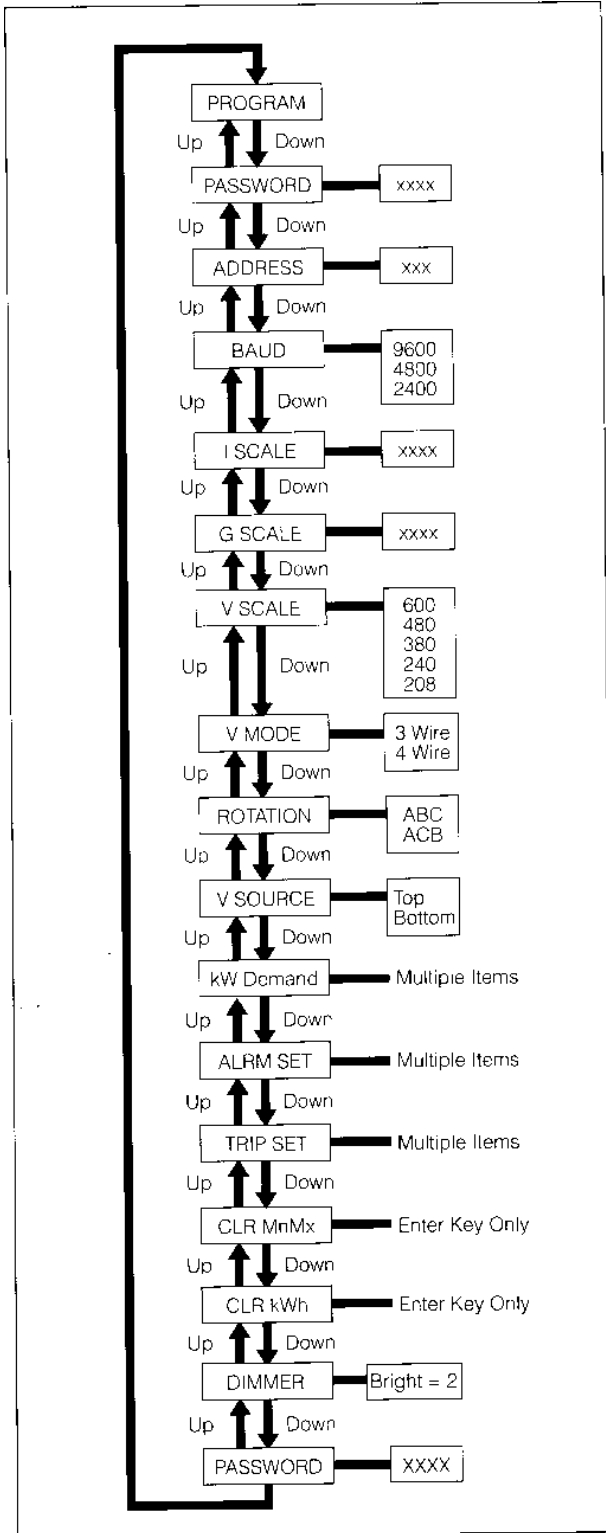 PROGRAM
Up Down
PASSWORD xxxx
Up Down
ADDRESS xxx
Up Down
BAUD 9600
4800
2400
Up Down
I SCALE xxxx
Up Down
G SCALE xxxx
Up Down
V SCALE 600
480
380
240
208
Up Down
V MODE 3 Wire
4 Wire
Up Down
ROTATION ABC
ACB
Up Down
V SOURCE Top
Bottom
Up Down
kW Demand Multiple Items
Up Down
ALRM SET Multiple Items
Up Down
TRIP SET Multiple Items
Up Down
CLR MnMx Enter Key Only
Up Down
CLR kWh Enter Key Only
Up Down
DIMMER Bright = 2
Up Down
PASSWORD XXXX